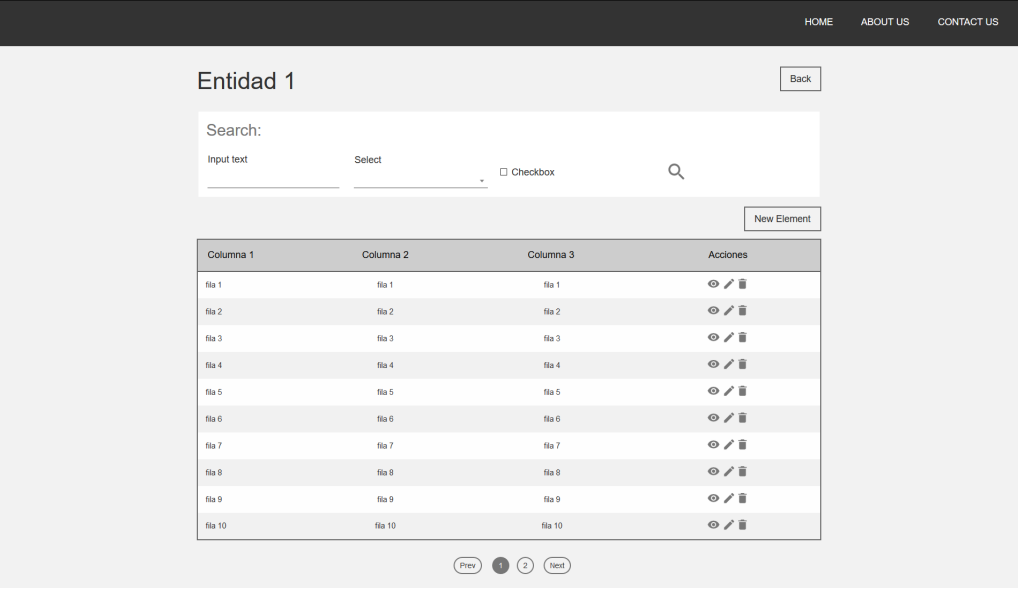 HOME ABOUT US CONTACT US
Entidad 1 Back
Search:
Input text Select
Checkbox
New Element
Columna 1 Columna 2 Columna 3 Acciones
fila 1 fila 1 fila 1
fila 2 fila 2 fila 2
fila 3 fila 3 fila 3
fila 4 fila 4 fila 4
fila 5 fila 5 fila 5
fila 6 fila 6 fila 6
fila 7 fila 7 fila 7
fila 8 fila 8 fila 8
fila 9 fila 9 fila 9
fila 10 fila 10 fila 10
Prev 1 2 Next